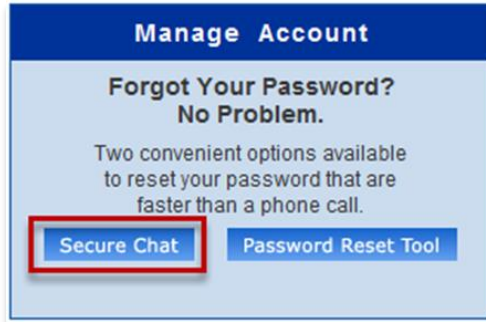 Manage Account
Forgot Your Password?
No Problem.
Two convenient options available
to reset your password that are
faster than a phone call.
Secure Chat Password Reset Tool